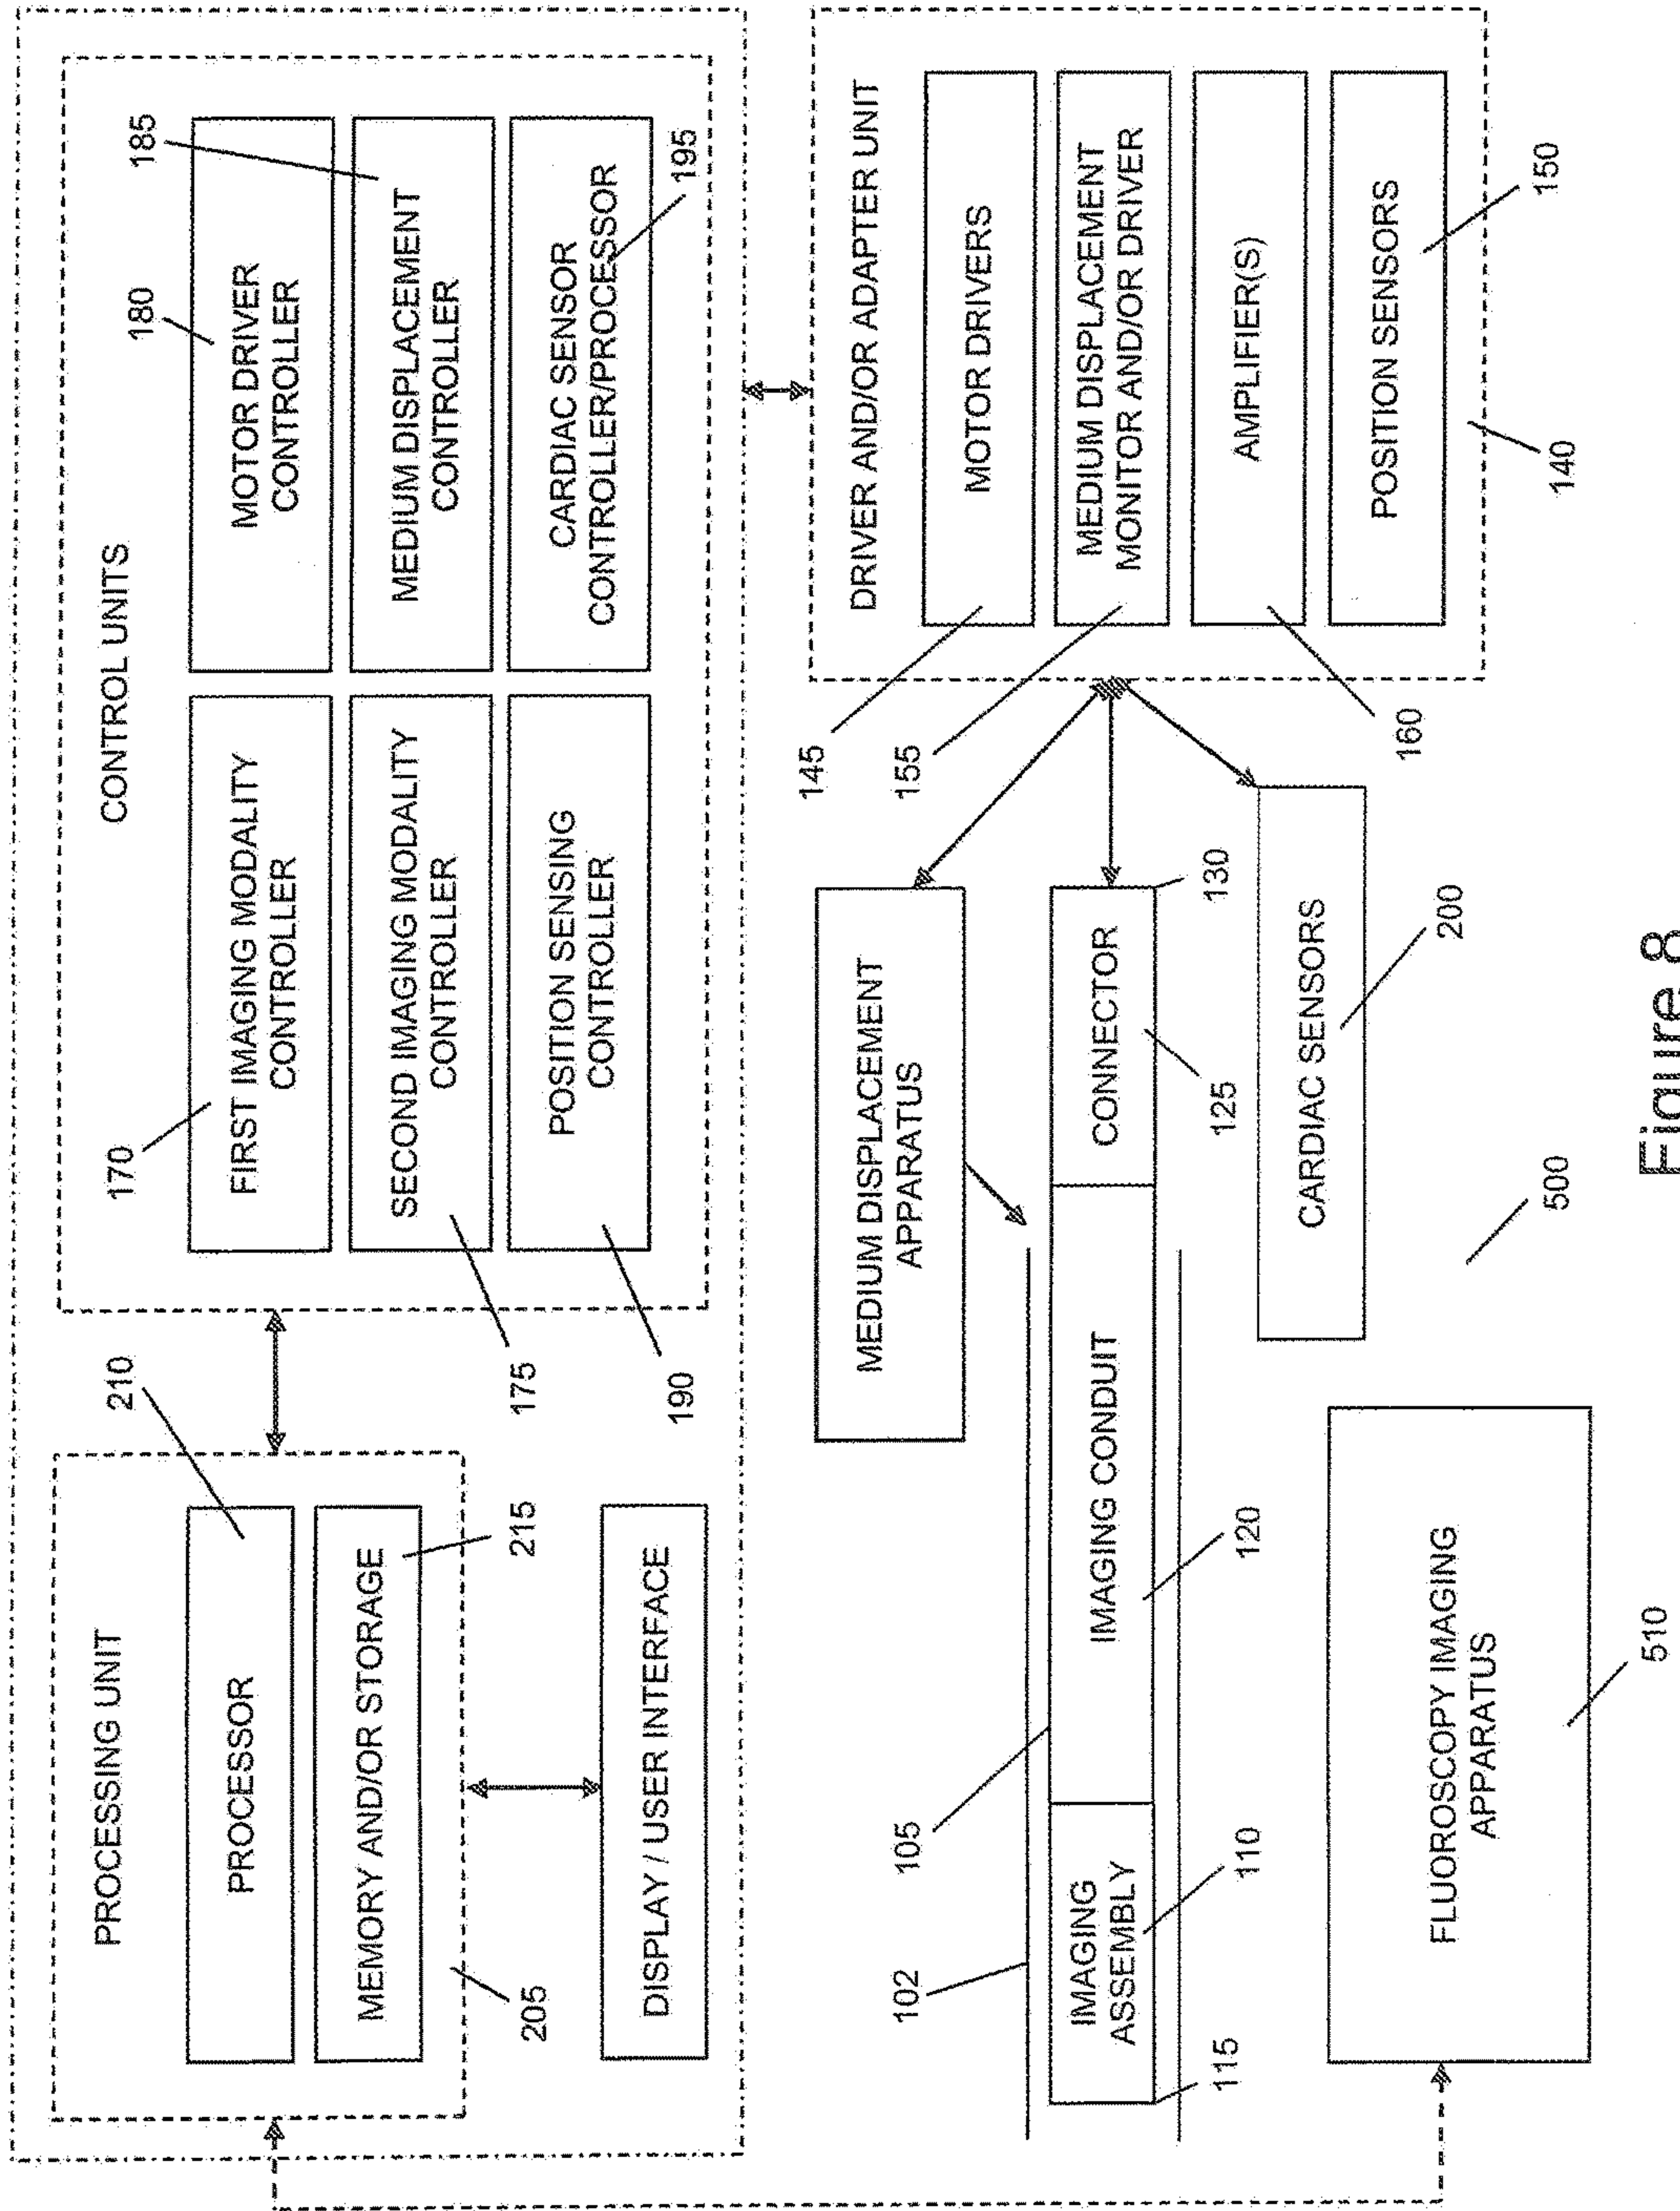 PROCESSING UNIT
210
PROCESSOR
MEMORY AND/OR STORAGE
215
205
DISPLAY / USER INTERFACE
CONTROL UNITS
170
FIRST IMAGING MODALITY
CONTROLLER
180
MOTOR DRIVER
CONTROLLER
185
SECOND IMAGING MODALITY
CONTROLLER
175
MEDIUM DISPLACEMENT
CONTROLLER
POSITION SENSING
CONTROLLER
190
CARDIAC SENSOR
CONTROLLER/PROCESSOR
195
DRIVER AND/OR ADAPTER UNIT
145
MOTOR DRIVERS
155
MEDIUM DISPLACEMENT
MONITOR AND/OR DRIVER
AMPLIFIER(S)
160
POSITION SENSORS
150
140
MEDIUM DISPLACEMENT
APPARATUS
102
105
IMAGING
ASSEMBLY
IMAGING CONDUIT
CONNECTOR
115
110
120
125
130
CARDIAC SENSORS
200
FLUOROSCOPY IMAGING
APPARATUS
510
500
Figure 8